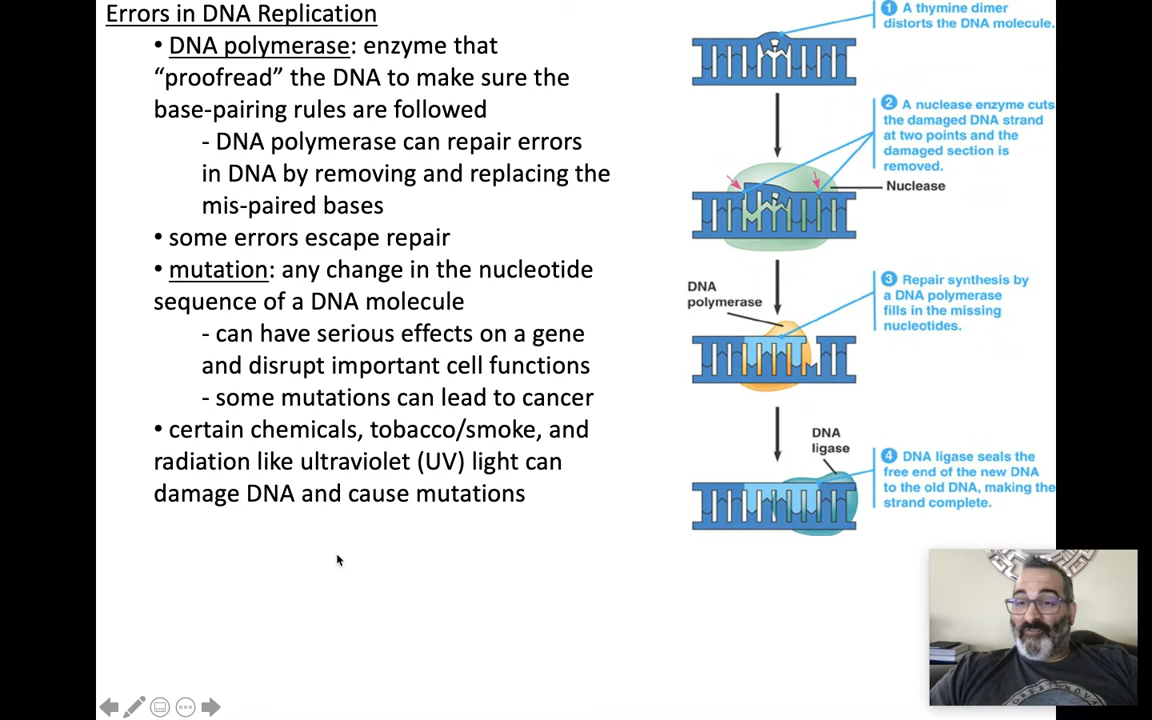 Errors in DNA Replication
• DNA polymerase: enzyme that
“proofread” the DNA to make sure the
base-pairing rules are followed
- DNA polymerase can repair errors
in DNA by removing and replacing the
mis-paired bases
• some errors escape repair
• mutation: any change in the nucleotide
sequence of a DNA molecule
- can have serious effects on a gene
and disrupt important cell functions
- some mutations can lead to cancer
• certain chemicals, tobacco/smoke, and
radiation like ultraviolet (UV) light can
damage DNA and cause mutations
1 A thymine dimer
distorts the DNA molecule.
2 A nuclease enzyme cuts
the damaged DNA strand
at two points and the
damaged section is
removed.
Nuclease
DNA
polymerase
3 Repair synthesis by
a DNA polymerase
fills in the missing
nucleotides.
DNA
ligase
4 DNA ligase seals the
free end of the new DNA
to the old DNA, making the
strand complete.